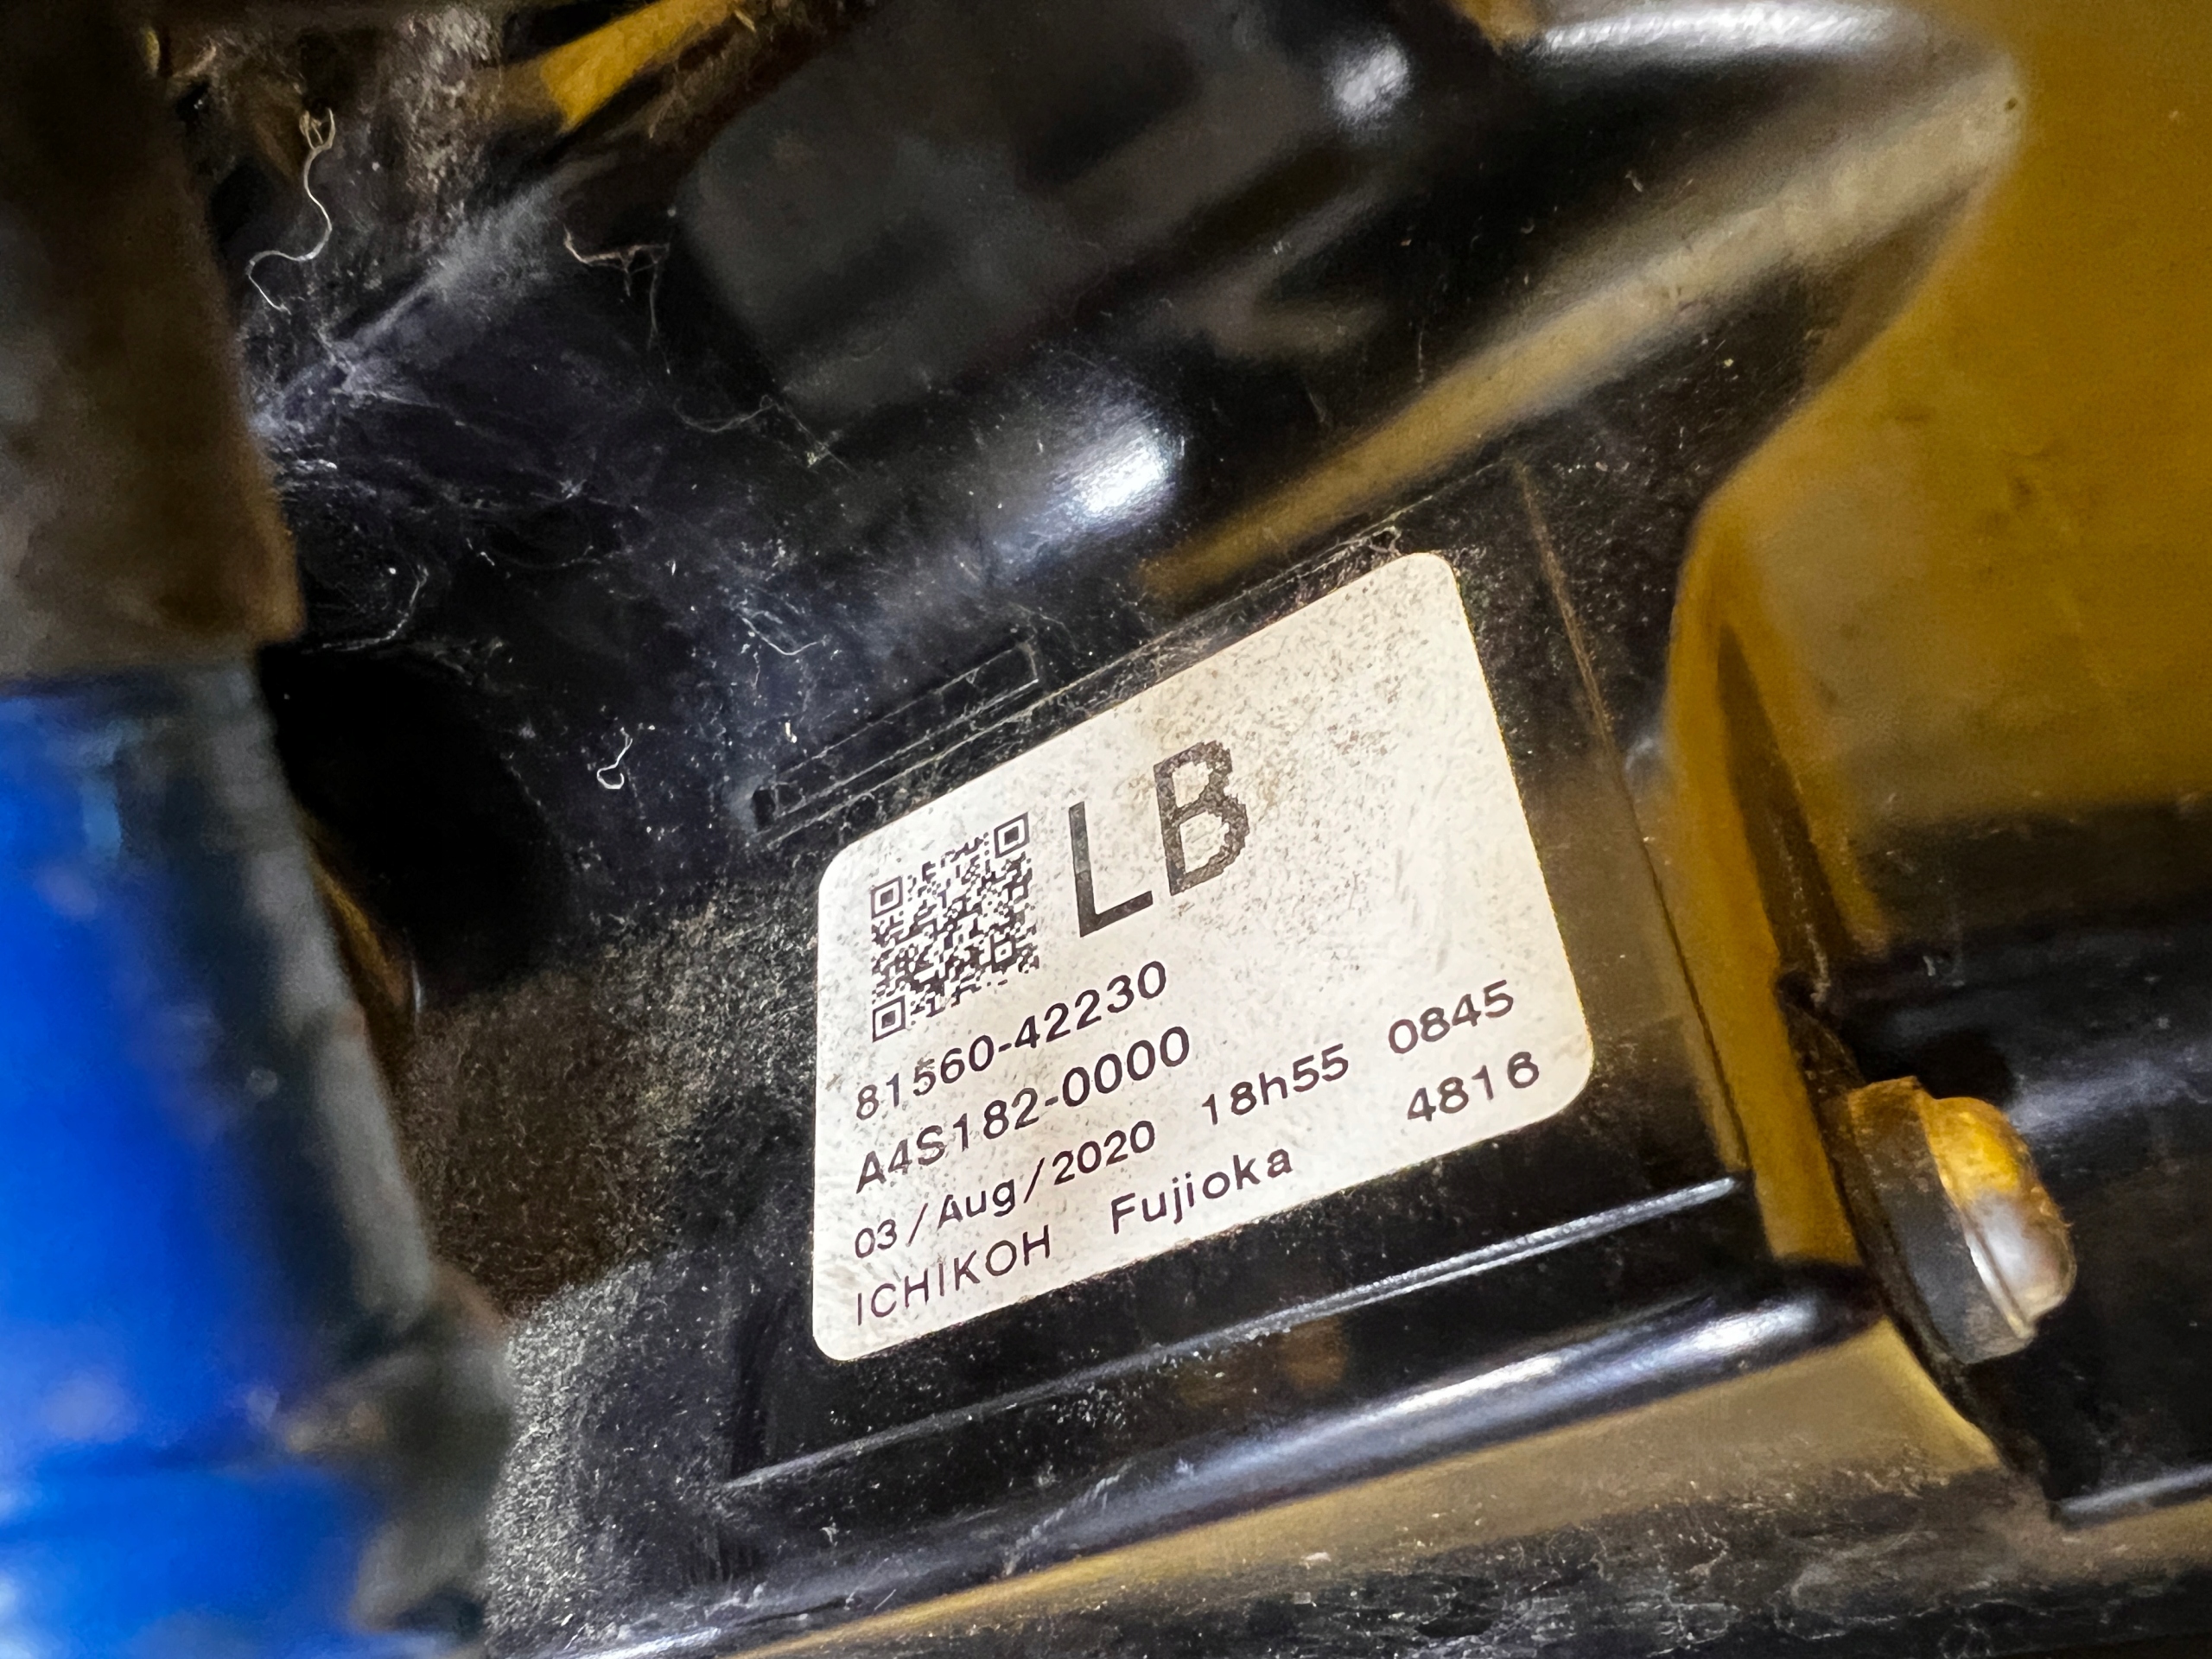 LB
81560-42230
A4S182-0000
03/Aug/2020 18h55 0845
ICHIKOH Fujioka 4816